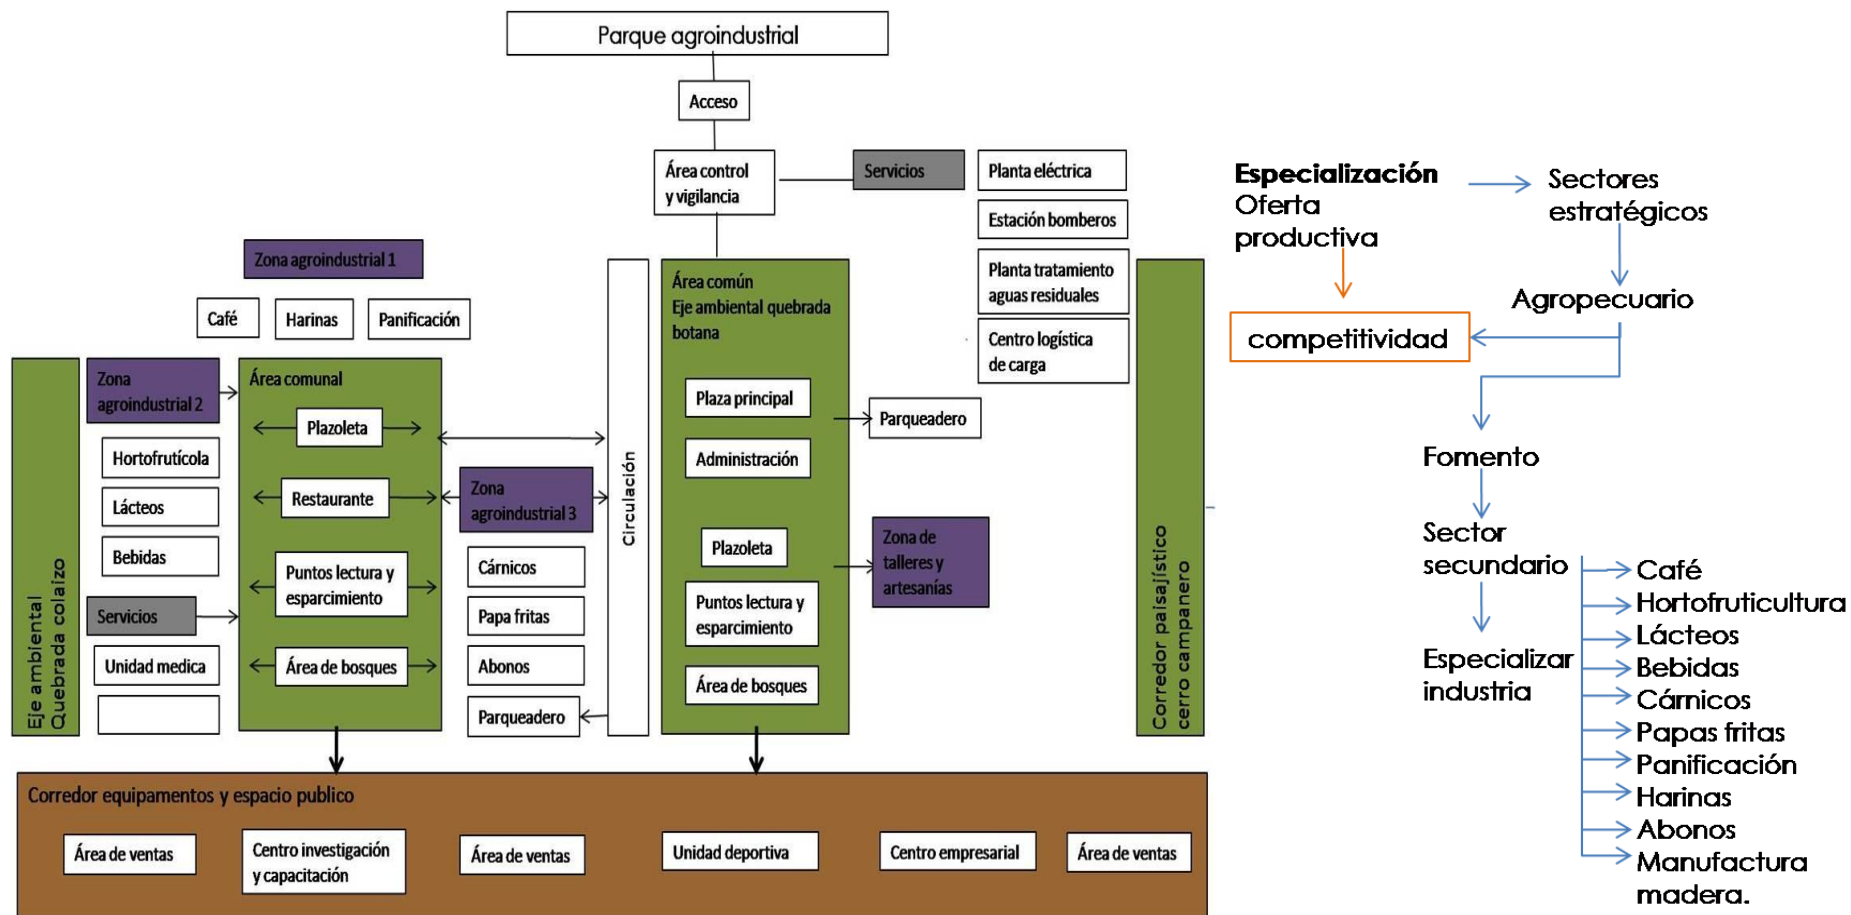 Parque agroindustrial
Acceso
Área control
y vigilancia
Servicios
Planta eléctrica
Estación bomberos
Planta tratamiento
aguas residuales
Centro logística
de carga
Zona agroindustrial 1
Café
Harinas
Panificación
Eje ambiental
Quebrada colaizo
Zona
agroindustrial 2
Hortofrutícola
Lácteos
Bebidas
Servicios
Unidad medica
Área comunal
Plazoleta
Restaurante
Puntos lectura y
esparcimiento
Área de bosques
Zona
agroindustrial 3
Cárnicos
Papa fritas
Abonos
Parqueadero
Circulación
Área común
Eje ambiental quebrada
botana
Plaza principal
Administración
Plazoleta
Puntos lectura y
esparcimiento
Área de bosques
Parqueadero
Zona de
talleres y
artesanías
Corredor paisajístico
cerro campanero
Corredor equipamentos y espacio publico
Área de ventas
Centro investigación
y capacitación
Área de ventas
Unidad deportiva
Centro empresarial
Área de ventas
Especialización
Oferta
productiva
Sectores
estratégicos
Agropecuario
competitividad
Fomento
Sector
secundario
Especializar
industria
Café
Hortofruticultura
Lácteos
Bebidas
Cárnicos
Papas fritas
Panificación
Harinas
Abonos
Manufactura
madera.